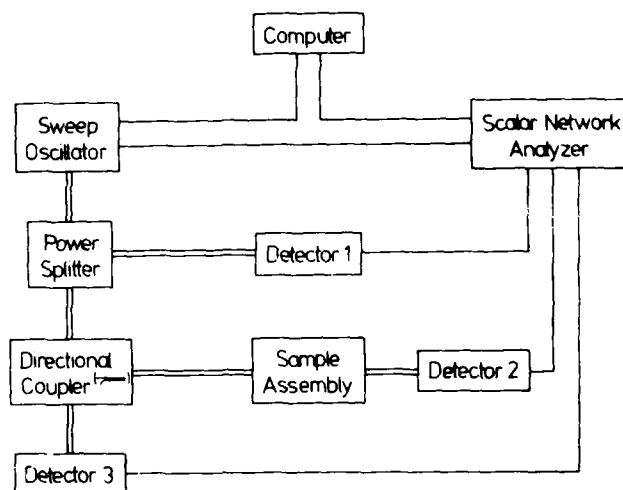 Computer
Sweep
Oscillator
Scalar Network
Analyzer
Power
Splitter
Detector 1
Directional
Coupler
Sample
Assembly
Detector 2
Detector 3